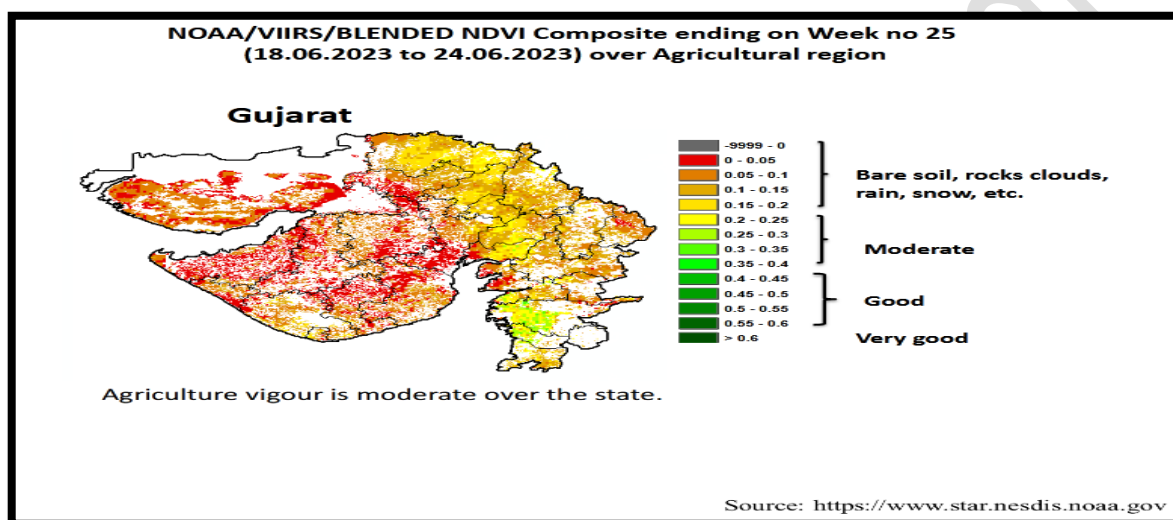 NOAA/VIIRS/BLENDED NDVI Composite ending on Week no 25
(18.06.2023 to 24.06.2023) over Agricultural region
Gujarat
-9999 - 0
0 - 0.05
0.05 - 0.1
0.1 - 0.15
0.15 - 0.2
0.2 - 0.25
0.25 - 0.3
0.3 - 0.35
0.35 - 0.4
0.4 - 0.45
0.45 - 0.5
0.5 - 0.55
0.55 - 0.6
> 0.6
Bare soil, rocks clouds,
rain, snow, etc.
Moderate
Good
Very good
Agriculture vigour is moderate over the state.
Source: https://www.star.nesdis.noaa.gov